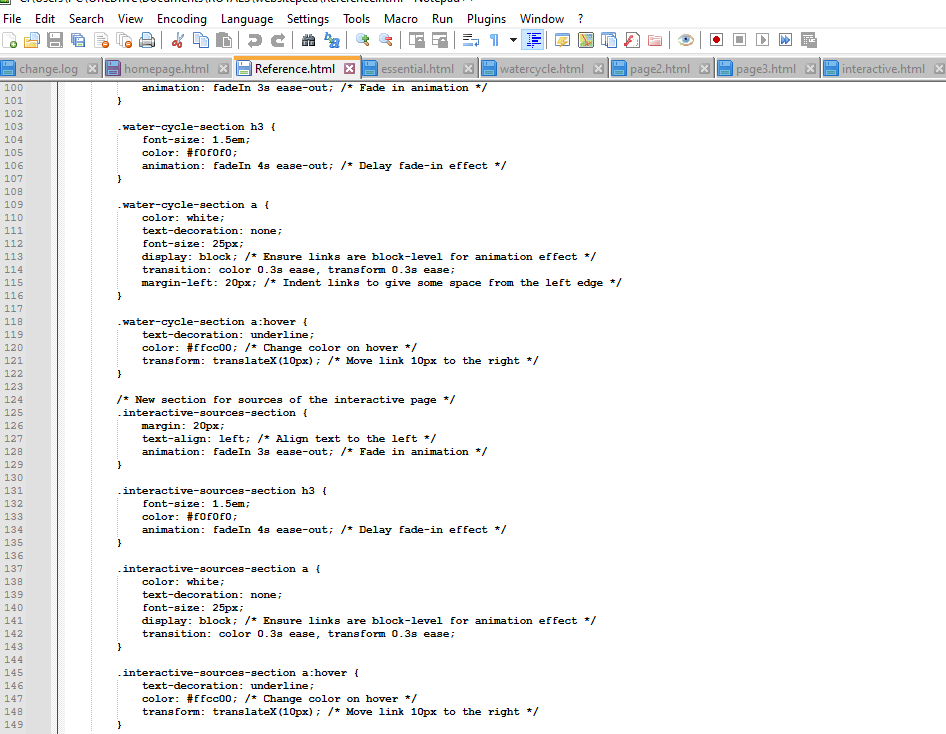 File Edit Search View Encoding Language Settings Tools Macro Run Plugins Window ?
change.log homepage.html Reference.html essential.html watercycle.html page2.html page3.html interactive.html
100 animation: fadeIn 3s ease-out; /* Fade in animation */
101 }
102
103 .water-cycle-section h3 {
104 font-size: 1.5em;
105 color: #f0f0f0;
106 animation: fadeIn 4s ease-out; /* Delay fade-in effect */
107 }
108
109 .water-cycle-section a {
110 color: white;
111 text-decoration: none;
112 font-size: 25px;
113 display: block; /* Ensure links are block-level for animation effect */
114 transition: color 0.3s ease, transform 0.3s ease;
115 margin-left: 20px; /* Indent links to give some space from the left edge */
116 }
117
118 .water-cycle-section a:hover {
119 text-decoration: underline;
120 color: #ffcc00; /* Change color on hover */
121 transform: translateX(10px); /* Move link 10px to the right */
122 }
123
124 /* New section for sources of the interactive page */
125 .interactive-sources-section {
126 margin: 20px;
127 text-align: left; /* Align text to the left */
128 animation: fadeIn 3s ease-out; /* Fade in animation */
129 }
130
131 .interactive-sources-section h3 {
132 font-size: 1.5em;
133 color: #f0f0f0;
134 animation: fadeIn 4s ease-out; /* Delay fade-in effect */
135 }
136
137 .interactive-sources-section a {
138 color: white;
139 text-decoration: none;
140 font-size: 25px;
141 display: block; /* Ensure links are block-level for animation effect */
142 transition: color 0.3s ease, transform 0.3s ease;
143 }
144
145 .interactive-sources-section a:hover {
146 text-decoration: underline;
147 color: #ffcc00; /* Change color on hover */
148 transform: translateX(10px); /* Move link 10px to the right */
149 }